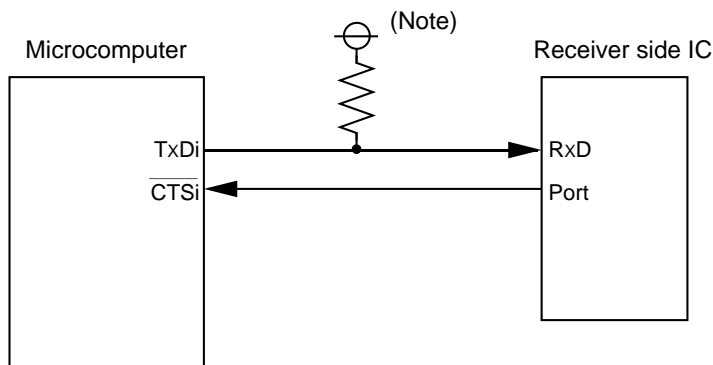 (Note)
Microcomputer
Receiver side IC
TxDi
RxD
CTSi
Port